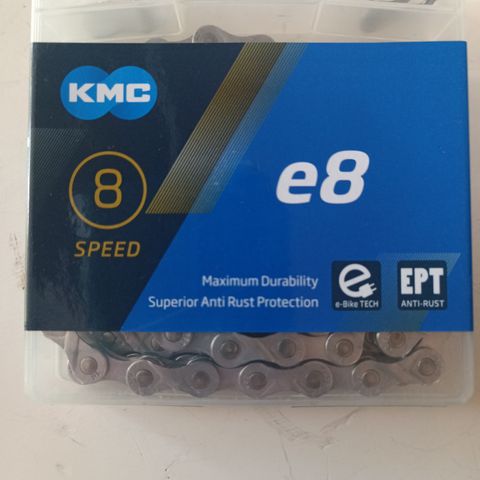 KMC
8
SPEED
e8
Maximum Durability
Superior Anti Rust Protection
e
e-Bike TECH
EPT
ANTI-RUST